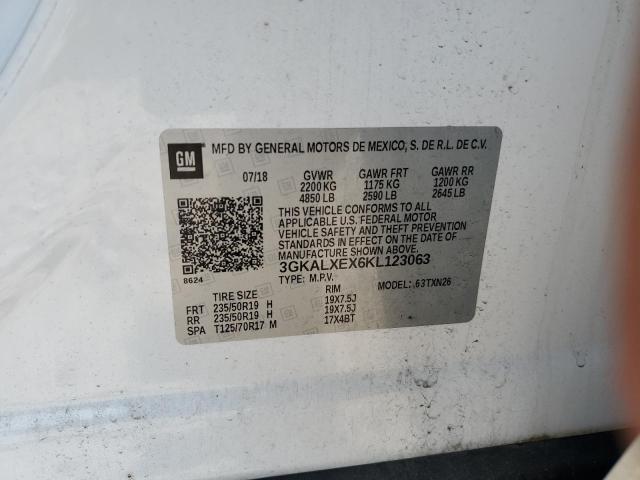 GM
MFD BY GENERAL MOTORS DE MEXICO, S. DE R.L. DE C.V.
07/18 GVWR GAWR FRT GAWR RR
2200 KG 1175 KG 1200 KG
4850 LB 2590 LB 2645 LB
THIS VEHICLE CONFORMS TO ALL
APPLICABLE U.S. FEDERAL MOTOR
VEHICLE SAFETY AND THEFT
PREVENTION STANDARDS IN
EFFECT ON THE DATE OF
MANUFACTURE SHOWN ABOVE.
3GKALXEX6KL123063
8624 TYPE: M.P.V. MODEL: 63TXN26
TIRE SIZE RIM
FRT 235/50R19 H 19X7.5J
RR 235/50R19 H 19X7.5J
SPA T125/70R17 M 17X4BT